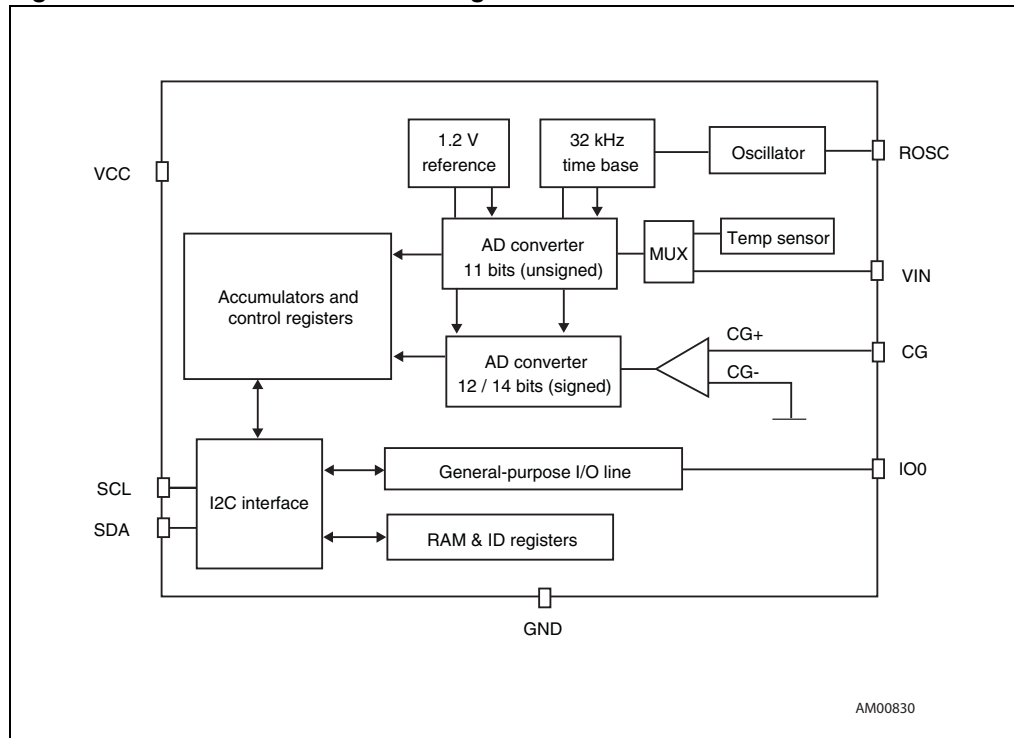 1.2 V
reference
32 kHz
time base
Oscillator
ROSC
VCC
AD converter
11 bits (unsigned)
MUX
Temp sensor
VIN
Accumulators and
control registers
AD converter
12 / 14 bits (signed)
CG+
CG-
CG
General-purpose I/O line
IO0
SCL
I2C interface
SDA
RAM & ID registers
GND
AM00830